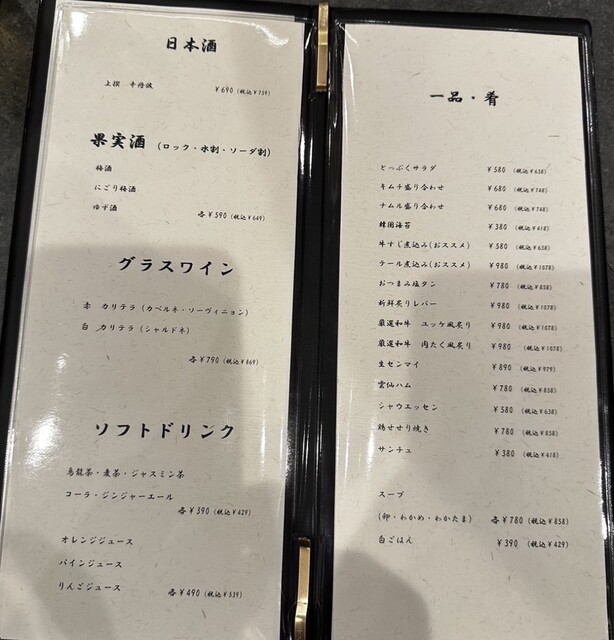 日本酒
上撰 辛丹波 ¥690(税込¥759)
果実酒 (ロック・水割・ソーダ割)
梅酒
にごり梅酒
ゆず酒 各¥590(税込¥649)
グラスワイン
赤 カリテラ(カベルネ・ソーヴィニョン)
白 カリテラ(シャルドネ)
各¥790(税込¥869)
ソフトドリンク
烏龍茶・麦茶・ジャスミン茶
コーラ・ジンジャーエール
各¥390(税込¥429)
オレンジジュース
パインジュース
りんごジュース 各¥490(税込¥539)
一品・肴
とっぷくサラダ ¥580 (税込¥638)
キムチ盛り合わせ ¥680 (税込¥748)
ナムル盛り合わせ ¥680 (税込¥748)
韓国海苔 ¥380 (税込¥418)
牛すじ煮込み(おススメ) ¥580 (税込¥638)
テール煮込み(おススメ) ¥980 (税込¥1078)
おつまみ塩タン ¥780 (税込¥858)
新鮮炙りレバー ¥980 (税込¥1078)
厳選和牛 ユッケ風炙り ¥980 (税込¥1078)
厳選和牛 肉たく風炙り ¥980 (税込¥1078)
生センマイ ¥890 (税込¥979)
雲仙ハム ¥780 (税込¥858)
シャウエッセン ¥580 (税込¥638)
鶏せせり焼き ¥780 (税込¥858)
サンチュ ¥380 (税込¥418)
スープ
(卵・わかめ・わかたま) 各¥780(税込¥858)
白ごはん ¥390 (税込¥429)